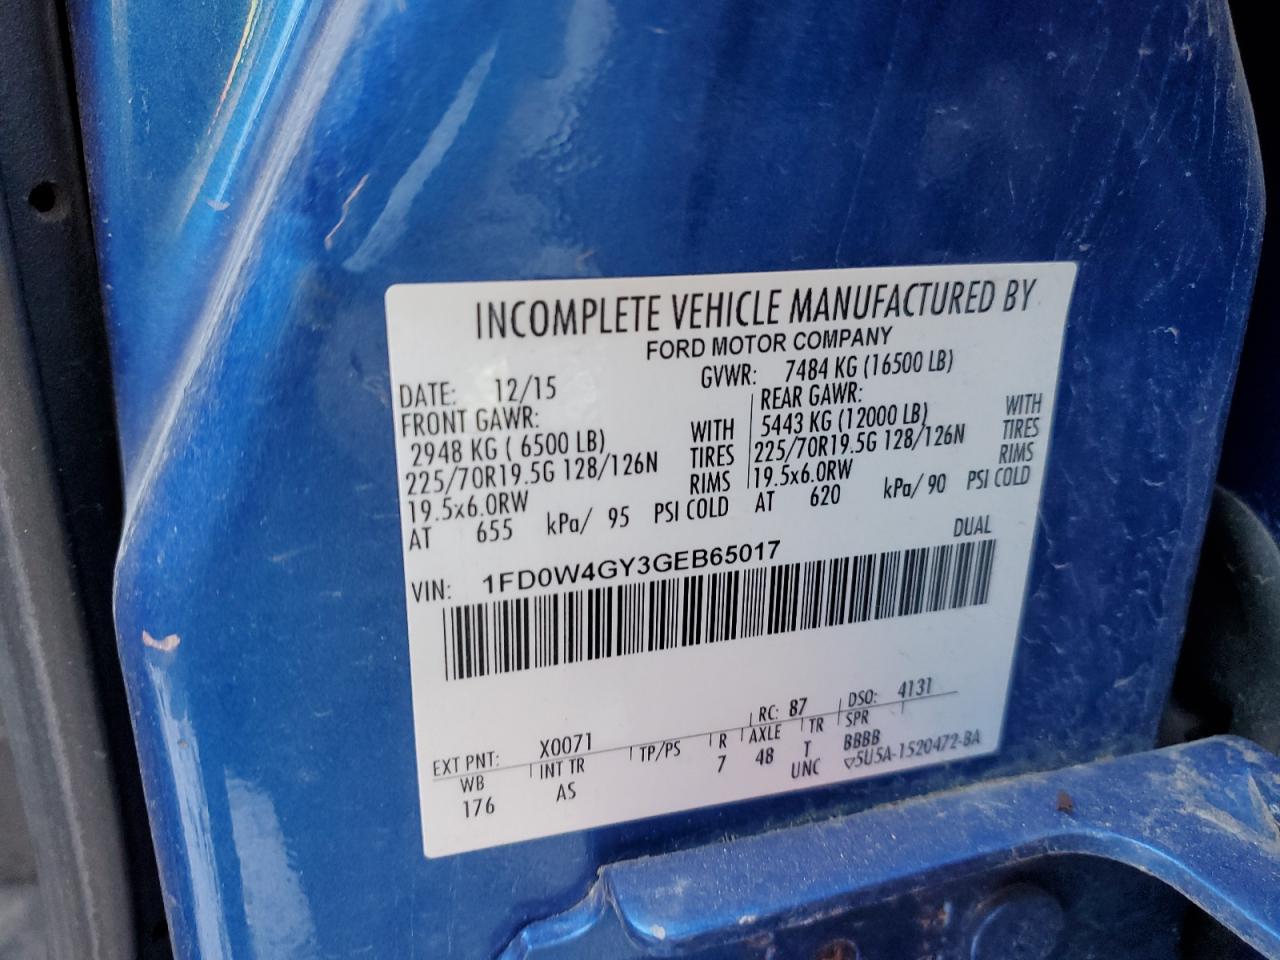 INCOMPLETE VEHICLE MANUFACTURED BY
FORD MOTOR COMPANY
DATE: 12/15 GVWR: 7484 KG (16500 LB)
FRONT GAWR: REAR GAWR:
2948 KG ( 6500 LB) WITH 5443 KG (12000 LB) WITH
225/70R19.5G 128/126N TIRES 225/70R19.5G 128/126N TIRES
19.5x6.0RW RIMS 19.5x6.0RW RIMS
AT 655 kPa/ 95 PSI COLD AT 620 kPa/ 90 PSI COLD
DUAL
VIN: 1FD0W4GY3GEB65017
EXT PNT: X0071 RC: 87 DSO: 4131
WB INT TR TP/PS R AXLE TR SPR
176 AS 7 48 T BBBB
UNC ▽5U5A-1520472-BA